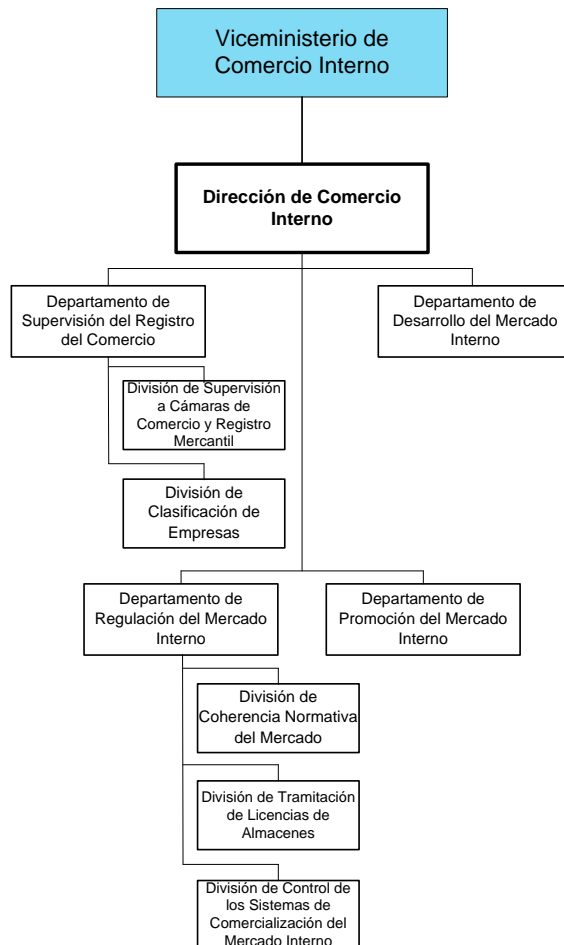 Viceministerio de
Comercio Interno
Dirección de Comercio
Interno
Departamento de
Supervisión del Registro
del Comercio
Departamento de
Desarrollo del Mercado
Interno
División de Supervisión
a Cámaras de
Comercio y Registro
Mercantil
División de
Clasificación de
Empresas
Departamento de
Regulación del Mercado
Interno
Departamento de
Promoción del Mercado
Interno
División de
Coherencia Normativa
del Mercado
División de Tramitación
de Licencias de
Almacenes
División de Control de
los Sistemas de
Comercialización del
Mercado Interno